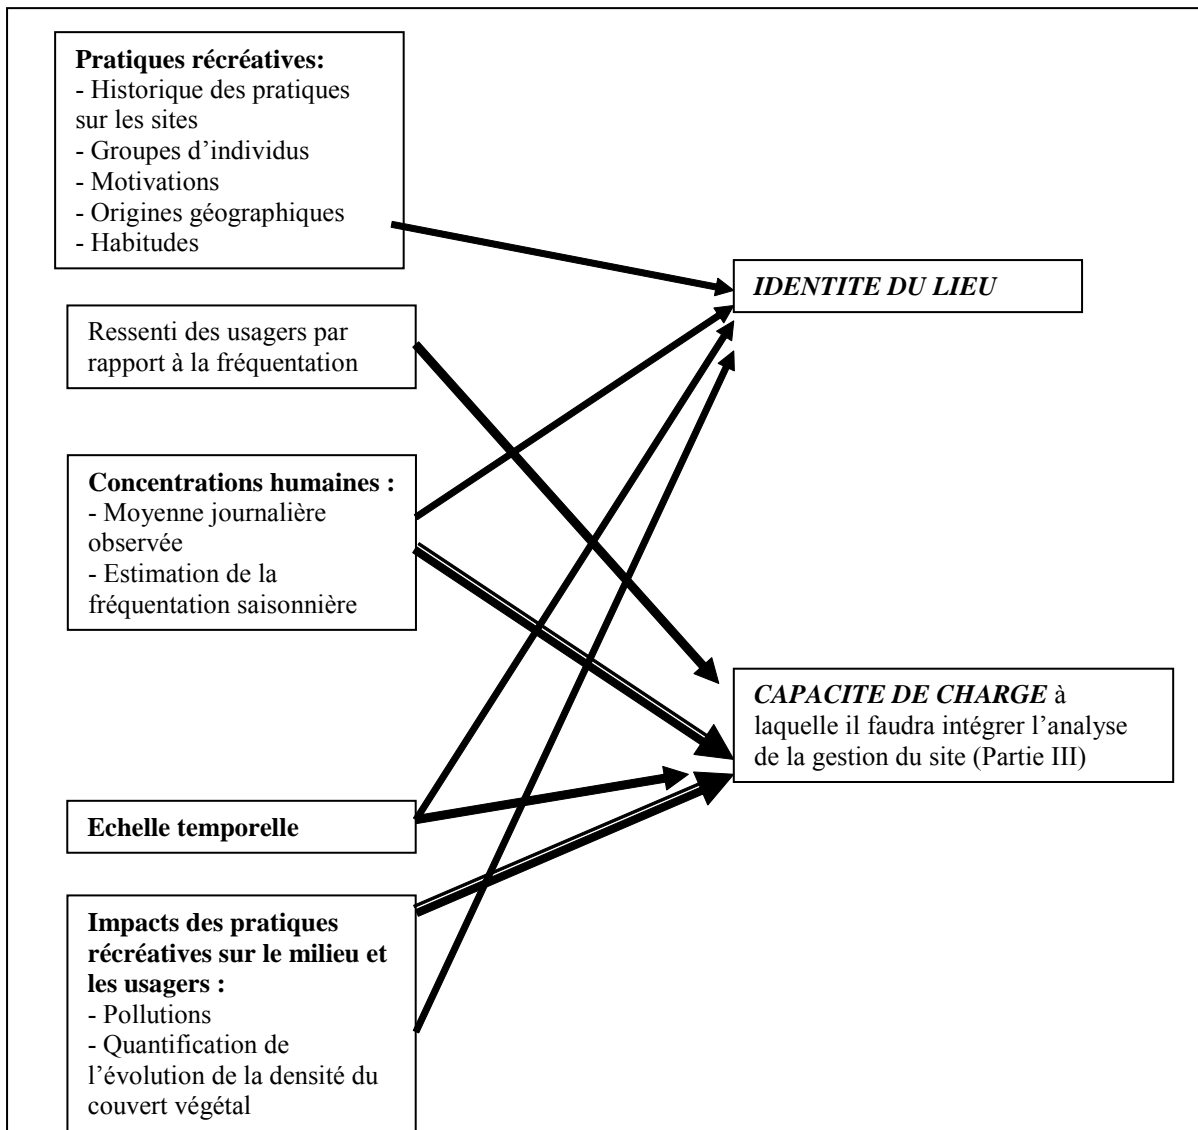 Pratiques récréatives:
- Historique des pratiques
sur les sites
- Groupes d’individus
- Motivations
- Origines géographiques
- Habitudes
IDENTITE DU LIEU
Ressenti des usagers par
rapport à la fréquentation
Concentrations humaines :
- Moyenne journalière
observée
- Estimation de la
fréquentation saisonnière
CAPACITE DE CHARGE à
laquelle il faudra intégrer l’analyse
de la gestion du site (Partie III)
Echelle temporelle
Impacts des pratiques
récréatives sur le milieu et
les usagers :
- Pollutions
- Quantification de
l’évolution de la densité du
couvert végétal